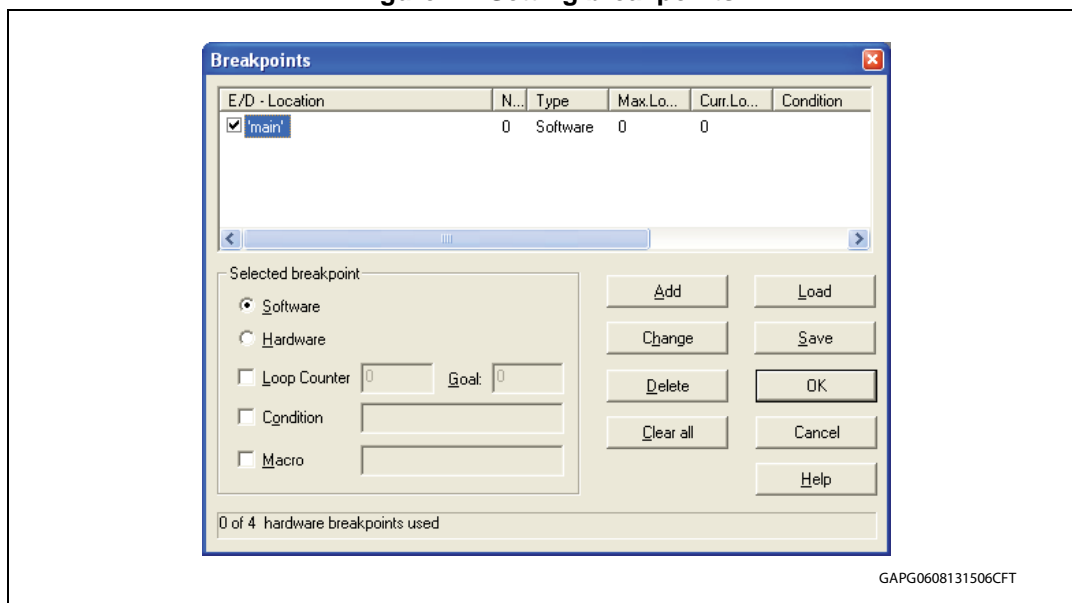 Breakpoints
E/D - Location N... Type Max.Lo... Curr.Lo... Condition
'main' 0 Software 0 0
Selected breakpoint
Software
Hardware
Loop Counter 0 Goal: 0
Condition
Macro
Add Load
Change Save
Delete OK
Clear all Cancel
Help
0 of 4 hardware breakpoints used
GAPG0608131506CFT